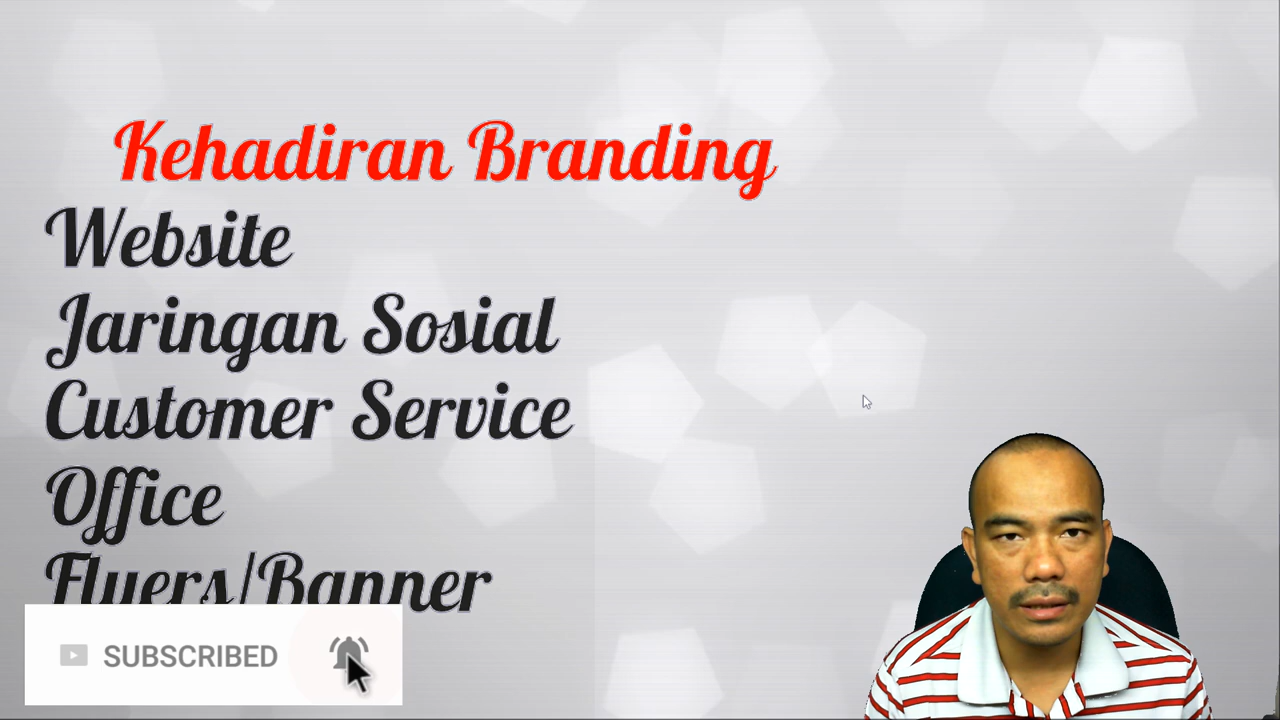 Kehadiran Branding
Website
Jaringan Sosial
Customer Service
Office
Flyers/Banner
SUBSCRIBED